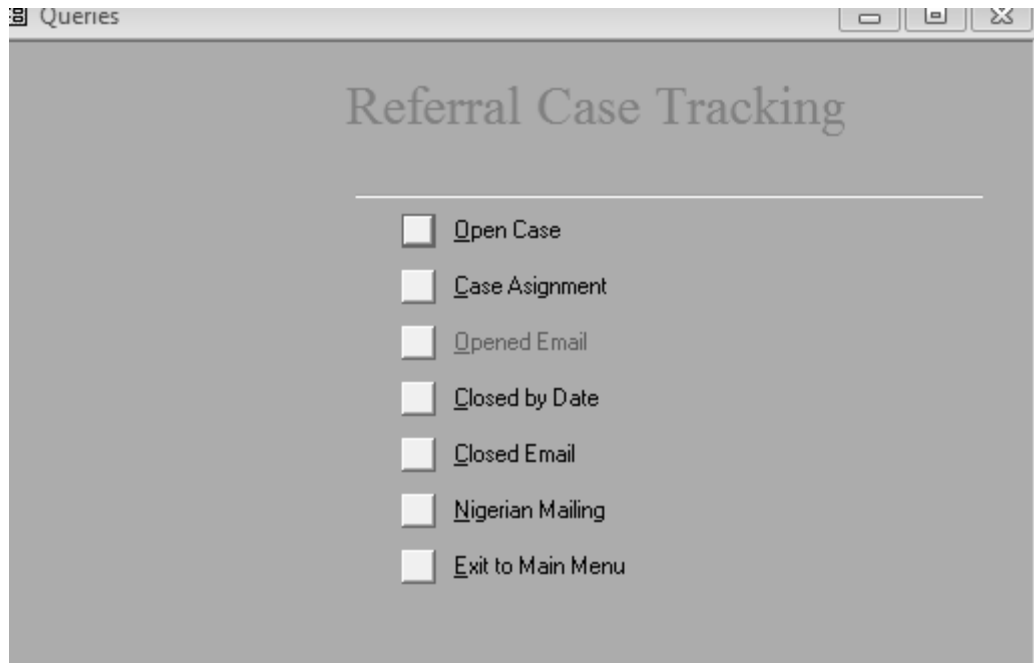 Queries
Referral Case Tracking
Open Case
Case Asignment
Opened Email
Closed by Date
Closed Email
Nigerian Mailing
Exit to Main Menu